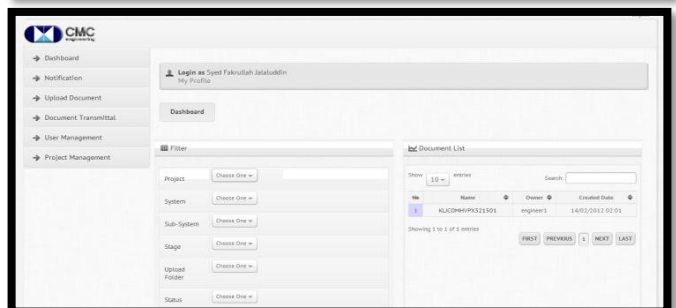 CMC
engineering
Dashboard
Notification
Upload Document
Document Transmittal
User Management
Project Management
Login as Syed Fakrullah Jalaluddin
My Profile
Dashboard
Filter
Project Choose One
System Choose One
Sub-System Choose One
Stage Choose One
Upload Folder Choose One
Status Choose One
Document List
Show 10 entries Search:
No Name Owner Created Date
1 KLICOMHVPX321501 engineer1 14/02/2012 02:01
Showing 1 to 1 of 1 entries
FIRST PREVIOUS 1 NEXT LAST